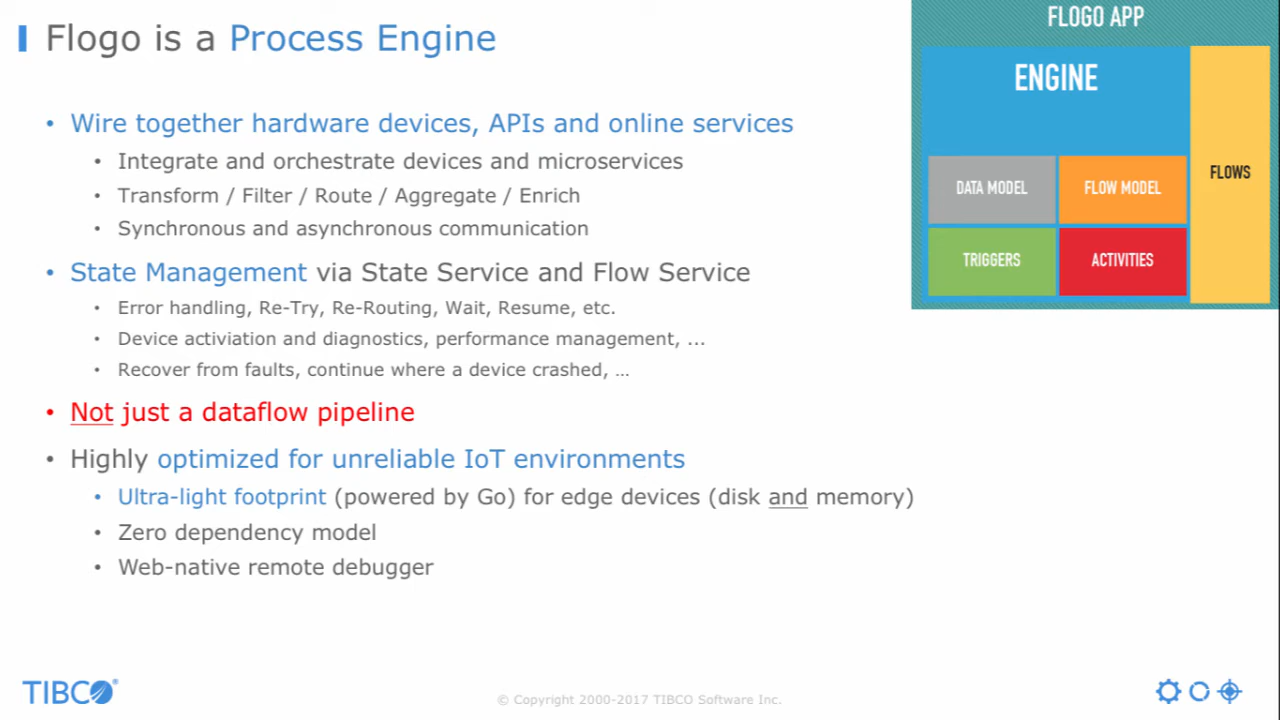 Flogo is a Process Engine
FLOGO APP
ENGINE
DATA MODEL
FLOW MODEL
FLOWS
TRIGGERS
ACTIVITIES
• Wire together hardware devices, APIs and online services
• Integrate and orchestrate devices and microservices
• Transform / Filter / Route / Aggregate / Enrich
• Synchronous and asynchronous communication
• State Management via State Service and Flow Service
• Error handling, Re-Try, Re-Routing, Wait, Resume, etc.
• Device activiation and diagnostics, performance management, ...
• Recover from faults, continue where a device crashed, …
• Not just a dataflow pipeline
• Highly optimized for unreliable IoT environments
• Ultra-light footprint (powered by Go) for edge devices (disk and memory)
• Zero dependency model
• Web-native remote debugger
TIBCO®
© Copyright 2000-2017 TIBCO Software Inc.